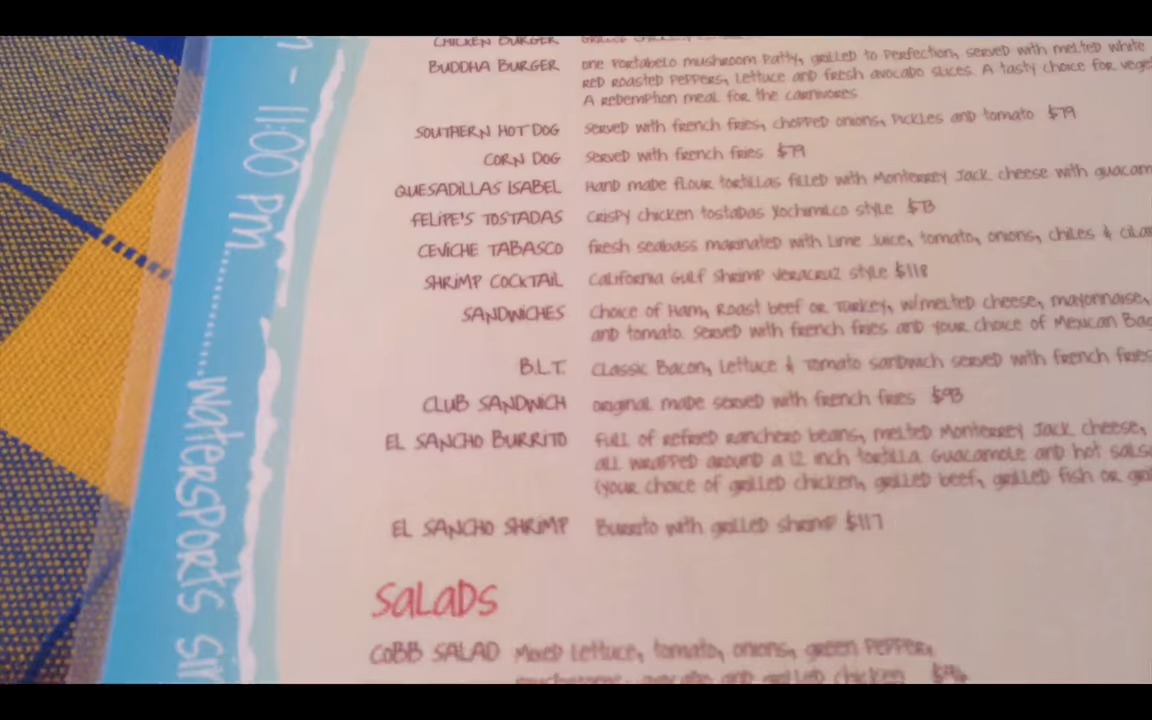 CHICKEN BURGER
BUDDHA BURGER one Portabelo mushroom Patty, grilled to Perfection, served with melted white
RED ROASTED PEPPERS, Lettuce and fresh avocado slices. A tasty choice for
A redemption meal for the carnivores
SOUTHERN HOT DOG served with french fries, chopped onions, Pickles and tomato $79
CORN DOG served with french fries $79
QUESADILLAS ISABEL Hand made flour tortillas filled with Monterrey Jack cheese with
FELIPE'S TOSTADAS Crispy chicken tostadas Xochimilco style $73
CEVICHE TABASCO fresh seabass marinated with Lime Juice, tomato, onions, chiles &
SHRIMP COCKTAIL California Gulf Shrimp Veracruz style $118
SANDWICHES Choice of Ham, Roast beef or Turkey, w/melted cheese, mayonnaise,
and tomato. Served with french fries and your choice of Mexican
B.L.T. Classic Bacon, Lettuce & Tomato sandwich served with french fries
CLUB SANDWICH original made served with french fries $93
EL SANCHO BURRITO Full of refried ranchero beans, melted Monterrey Jack cheese,
all wrapped around a 12 inch tortilla. Guacamole and hot
(your choice of grilled chicken, grilled beef, grilled fish or
EL SANCHO SHRIMP Burrito with grilled shrimp $117
SALADS
COBB SALAD Mixed Lettuce, tomato, onions, green PEPPER,
avocado and grilled chicken
- 11:00 PM...........Watersports